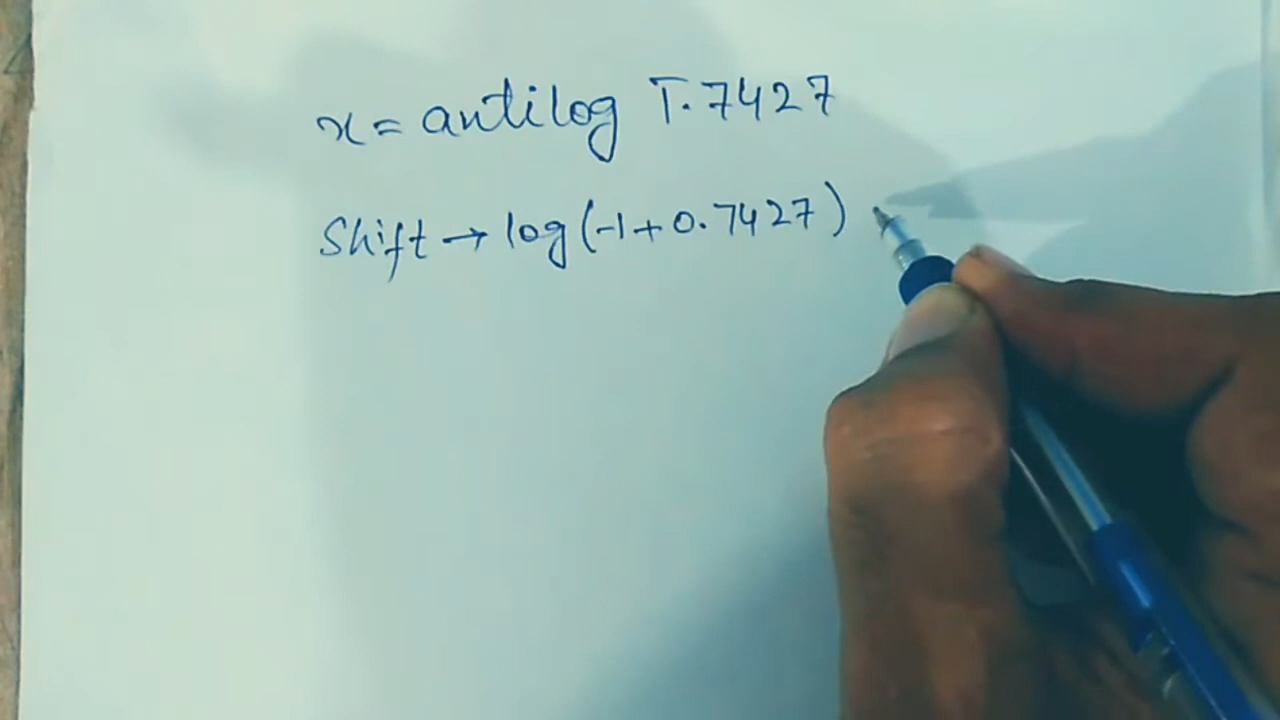 x = antilog 1̅.7427
Shift → log(-1+0.7427)